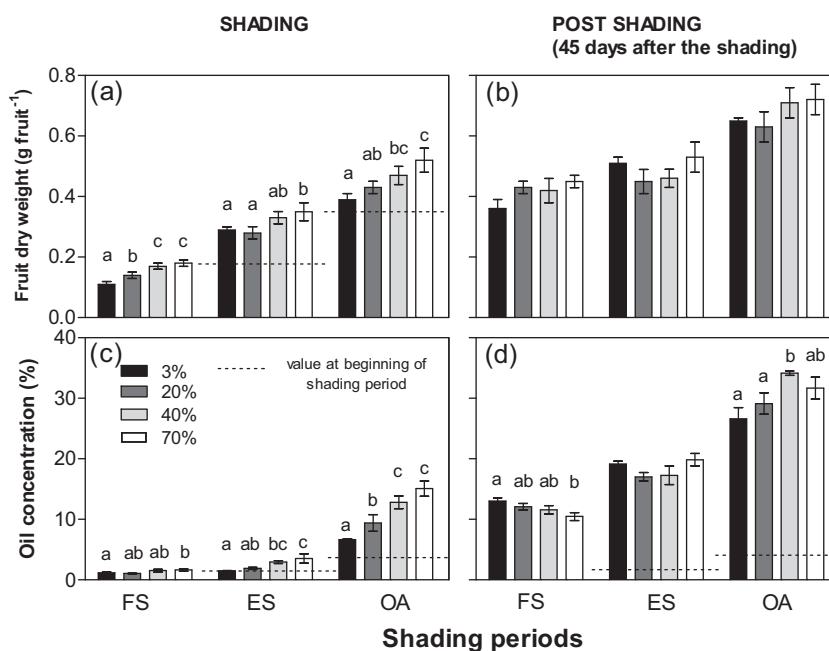 SHADING
POST SHADING
(45 days after the shading)
Fruit dry weight (g fruit⁻¹)
0.8
0.6
0.4
0.2
0.0
(a)
a b c c
a a ab b
a ab bc c
(b)
Oil concentration (%)
40
30
20
10
0
(c)
3%
20%
40%
70%
value at beginning of
shading period
a ab ab b
a ab bc c
a b c c
(d)
a ab ab b
a a b ab
FS ES OA
FS ES OA
Shading periods